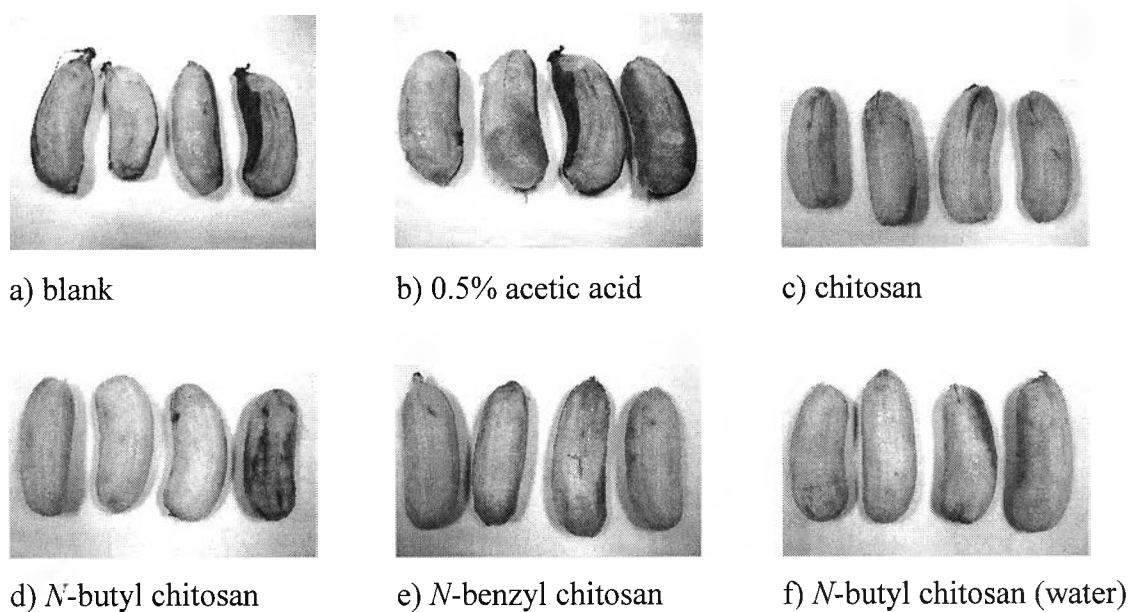 a) blank
b) 0.5% acetic acid
c) chitosan
d) N-butyl chitosan
e) N-benzyl chitosan
f) N-butyl chitosan (water)